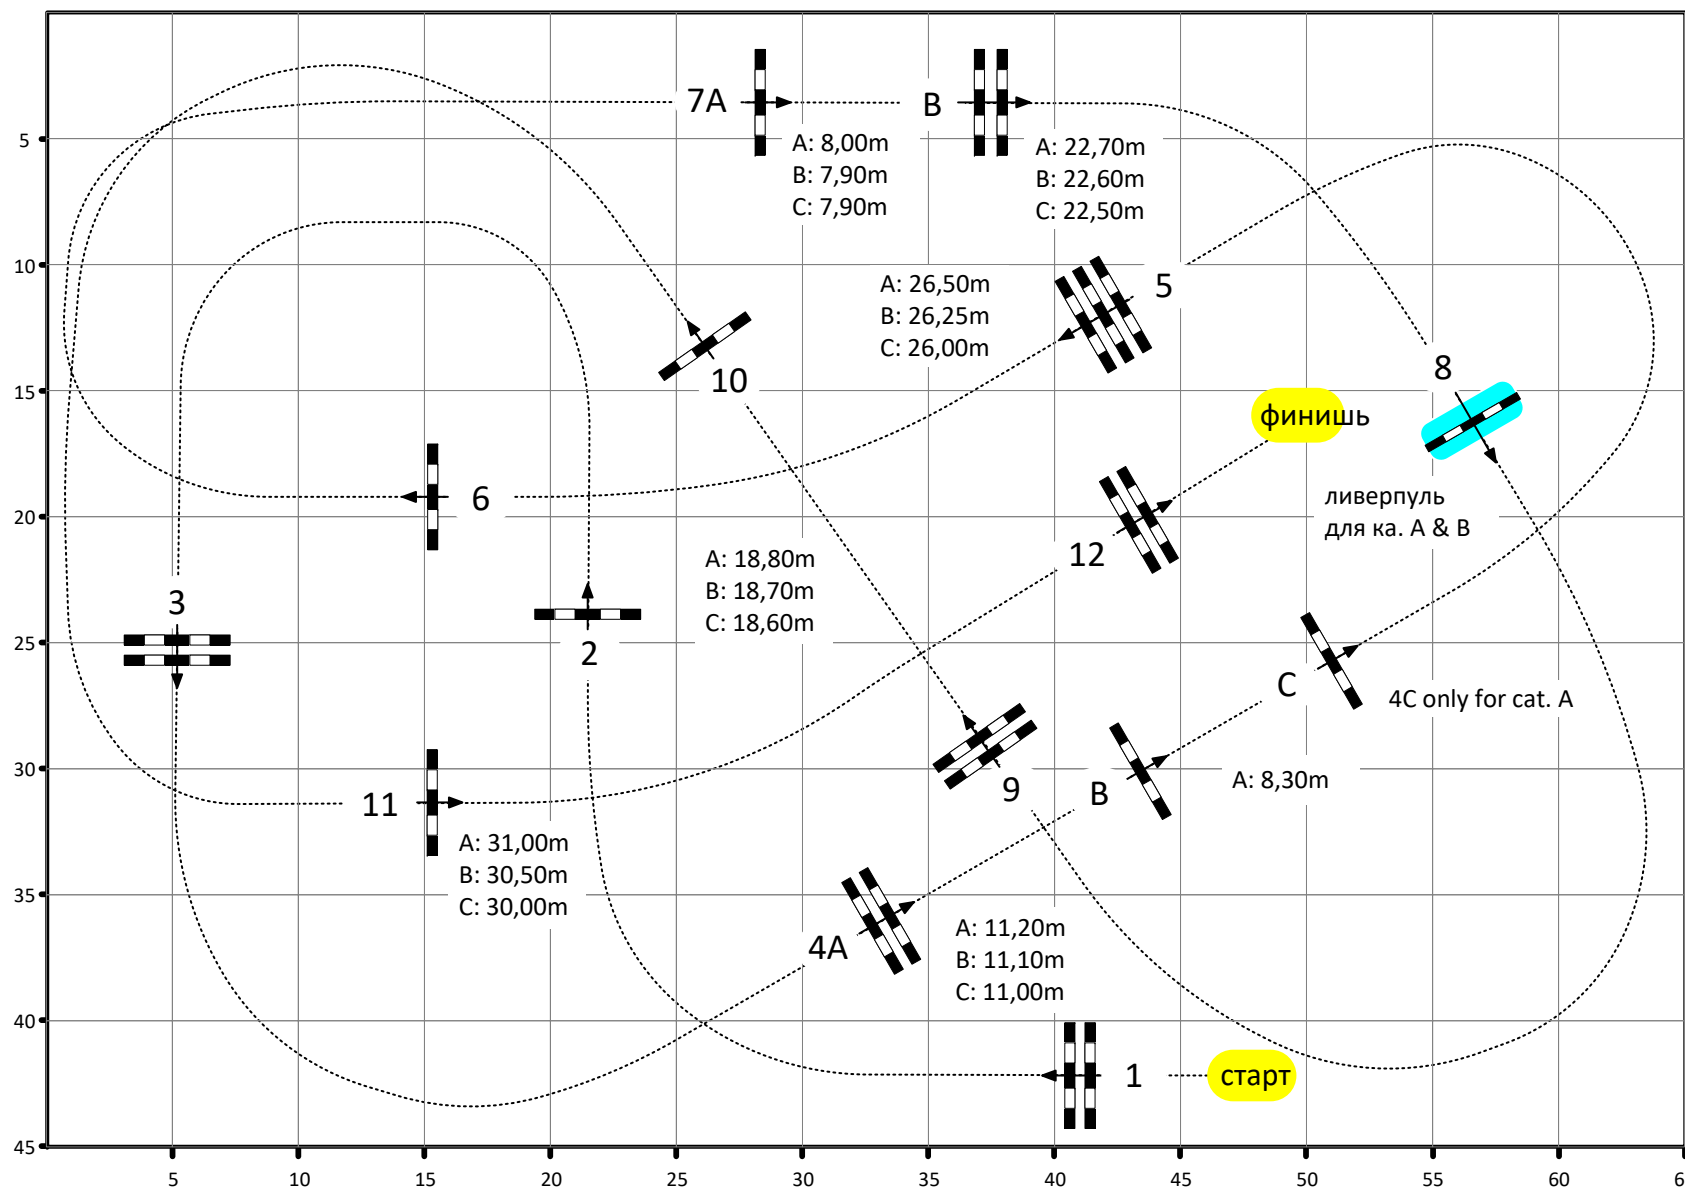 7A
B
A: 8,00m
B: 7,90m
C: 7,90m
A: 22,70m
B: 22,60m
C: 22,50m
5
A: 26,50m
B: 26,25m
C: 26,00m
10
8
финишь
6
ливерпуль
для ка. A & B
12
A: 18,80m
B: 18,70m
C: 18,60m
3
2
C
4C only for cat. A
A: 8,30m
B
9
11
A: 31,00m
B: 30,50m
C: 30,00m
4A
A: 11,20m
B: 11,10m
C: 11,00m
1
старт
5
10
15
20
25
30
35
40
45
5 10 15 20 25 30 35 40 45 50 55 60